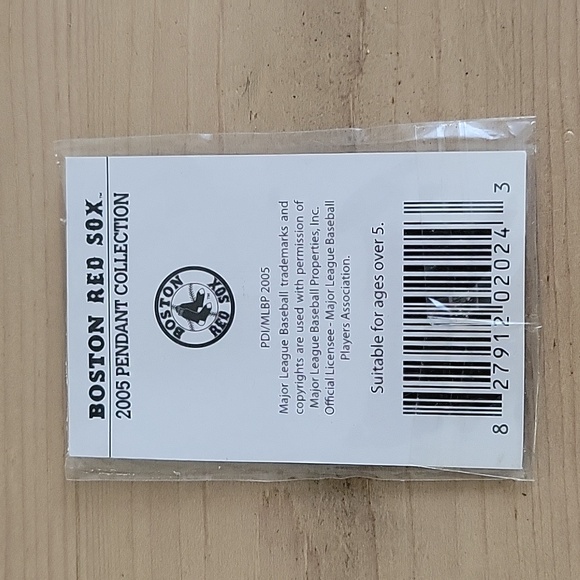 BOSTON RED SOX™
2005 PENDANT COLLECTION
BOSTON
RED SOX
PDI/MLBP 2005
Major League Baseball trademarks and
copyrights are used with permission of
Major League Baseball Properties, Inc.
Official Licensee - Major League Baseball
Players Association.
Suitable for ages over 5.
8 27912 02024 3